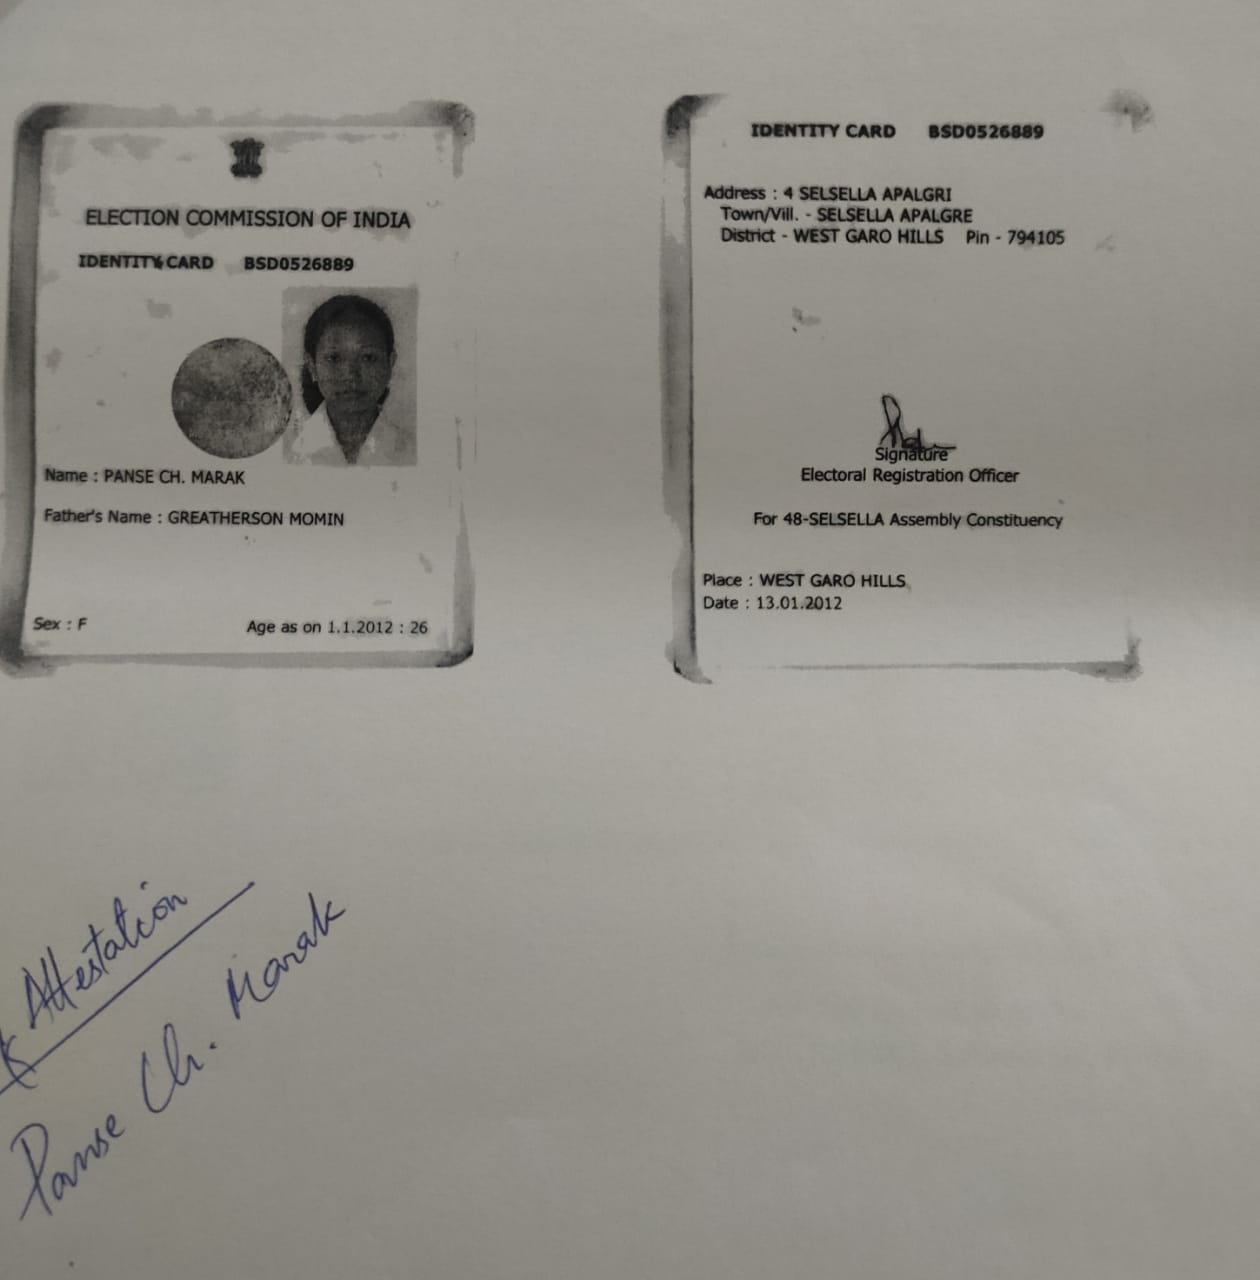 ELECTION COMMISSION OF INDIA
IDENTITY CARD BSD0526889
Name : PANSE CH. MARAK
Father's Name : GREATHERSON MOMIN
Sex : F Age as on 1.1.2012 : 26
IDENTITY CARD BSD0526889
Address : 4 SELSELLA APALGRI
Town/Vill. - SELSELLA APALGRE
District - WEST GARO HILLS Pin - 794105
Signature
Electoral Registration Officer
For 48-SELSELLA Assembly Constituency
Place : WEST GARO HILLS
Date : 13.01.2012
Attestation
Panse Ch. Marak